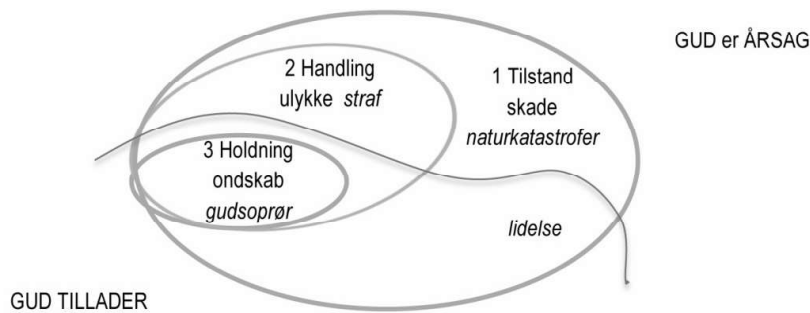 GUD er ÅRSAG
2 Handling
ulykke straf
1 Tilstand
skade
naturkatastrofer
3 Holdning
ondskab
gudsoprør
lidelse
GUD TILLADER